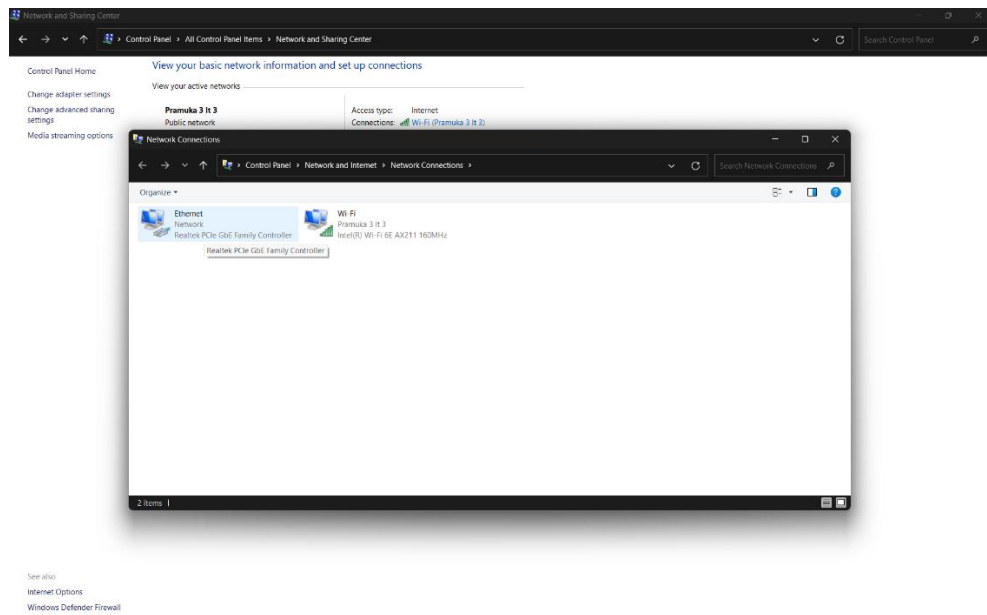 Network and Sharing Center
Control Panel › All Control Panel Items › Network and Sharing Center
Search Control Panel
Control Panel Home
Change adapter settings
Change advanced sharing
settings
Media streaming options
View your basic network information and set up connections
View your active networks
Pramuka 3 lt 3
Public network
Access type: Internet
Connections: Wi-Fi (Pramuka 3 lt 3)
Network Connections
Control Panel › Network and Internet › Network Connections ›
Search Network Connections
Organize
Ethernet
Network
Realtek PCIe GbE Family Controller
Wi-Fi
Pramuka 3 lt 3
Intel(R) Wi-Fi 6E AX211 160MHz
Realtek PCIe GbE Family Controller
2 items
See also
Internet Options
Windows Defender Firewall